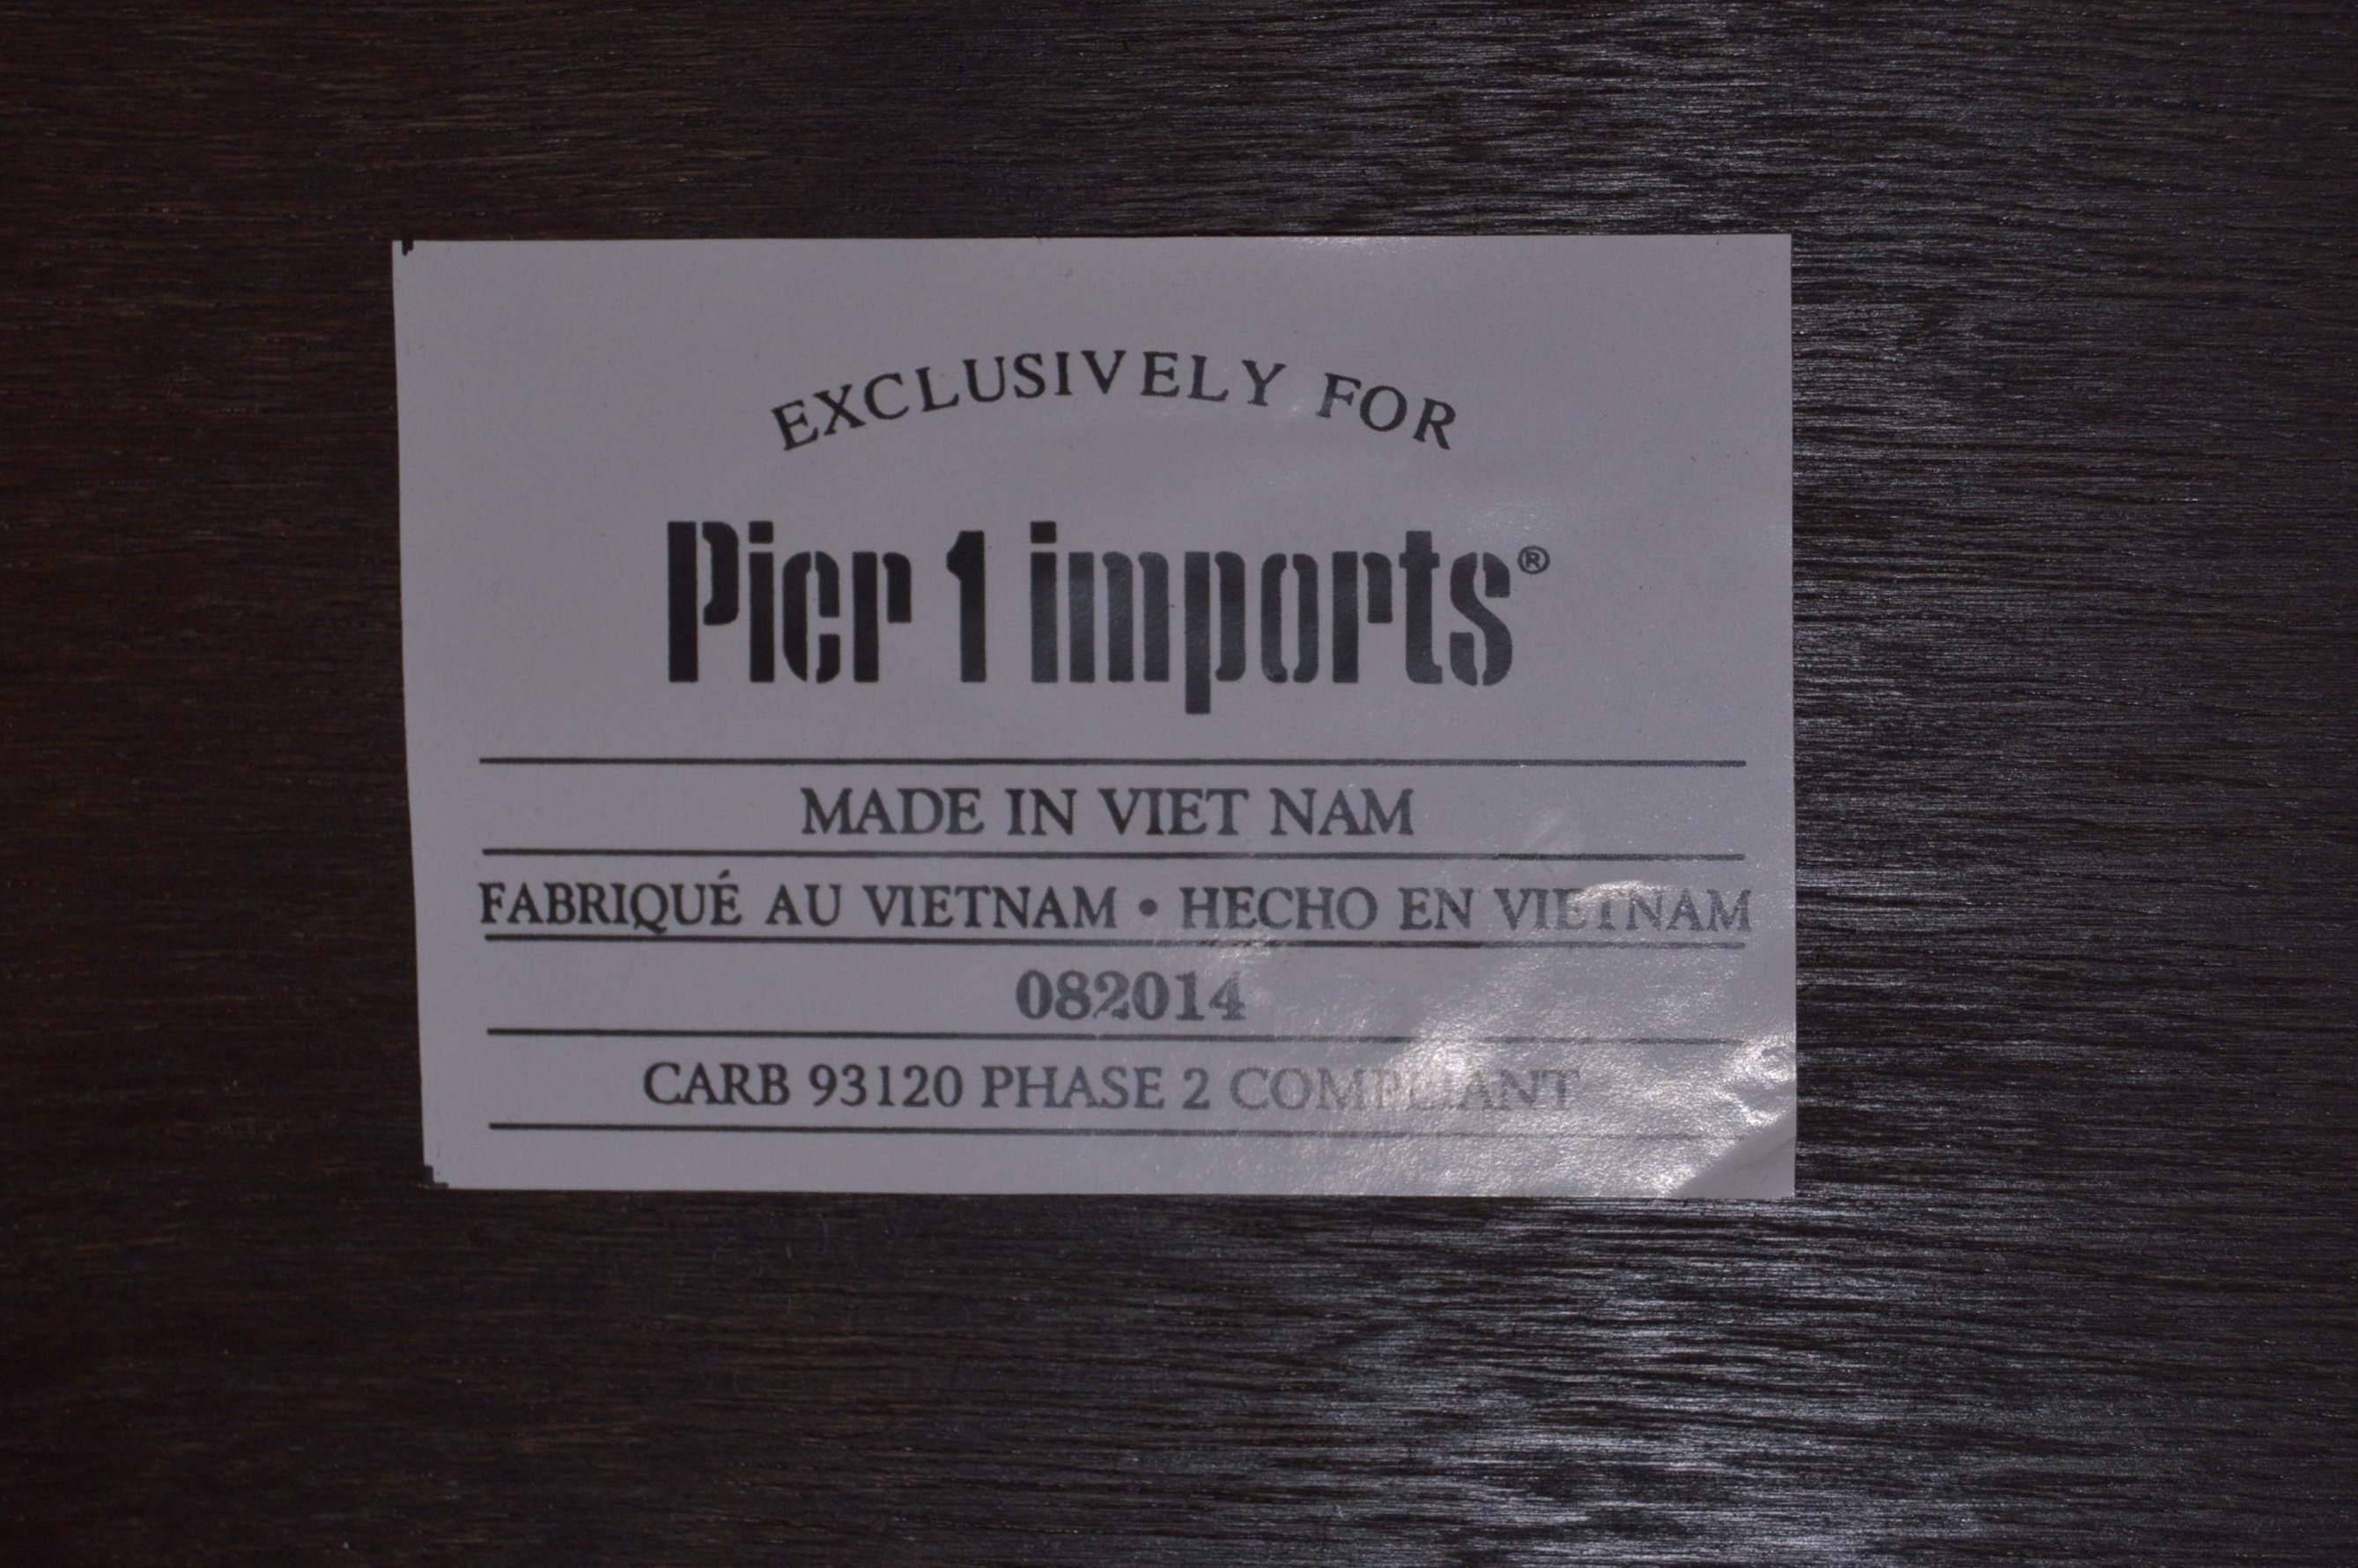 EXCLUSIVELY FOR
Pier 1 imports®
MADE IN VIET NAM
FABRIQUÉ AU VIETNAM • HECHO EN VIETNAM
082014
CARB 93120 PHASE 2 COMPLIANT